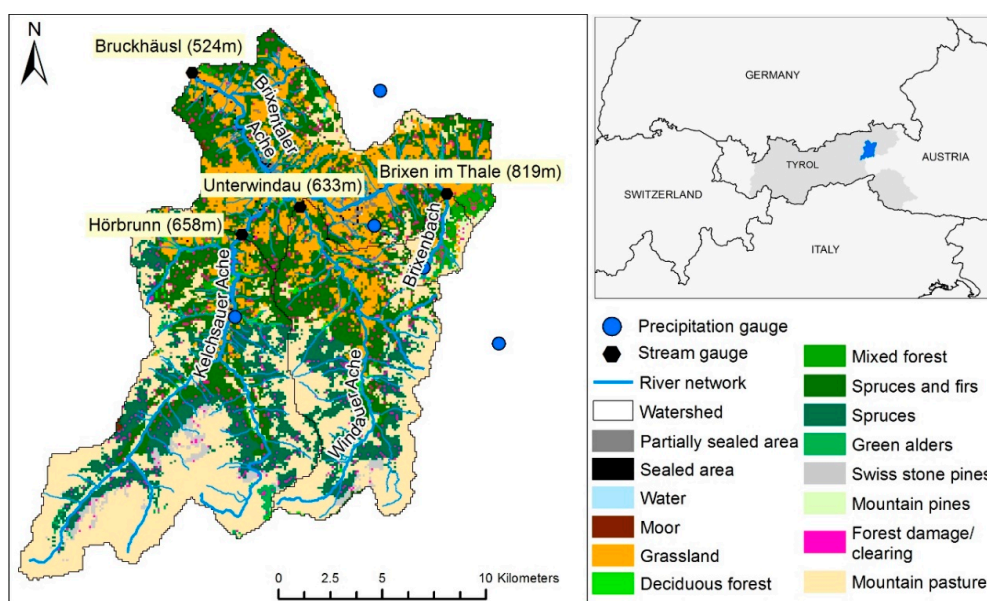 N
Bruckhäusl (524m)
Brixentaler
Ache
Unterwindau (633m)
Brixen im Thale (819m)
Hörbrunn (658m)
Brixenbach
Kelchsauer Ache
Windauer Ache
0 2.5 5 10 Kilometers
GERMANY
TYROL
AUSTRIA
SWITZERLAND
ITALY
Precipitation gauge
Stream gauge
River network
Watershed
Partially sealed area
Sealed area
Water
Moor
Grassland
Deciduous forest
Mixed forest
Spruces and firs
Spruces
Green alders
Swiss stone pines
Mountain pines
Forest damage/
clearing
Mountain pasture